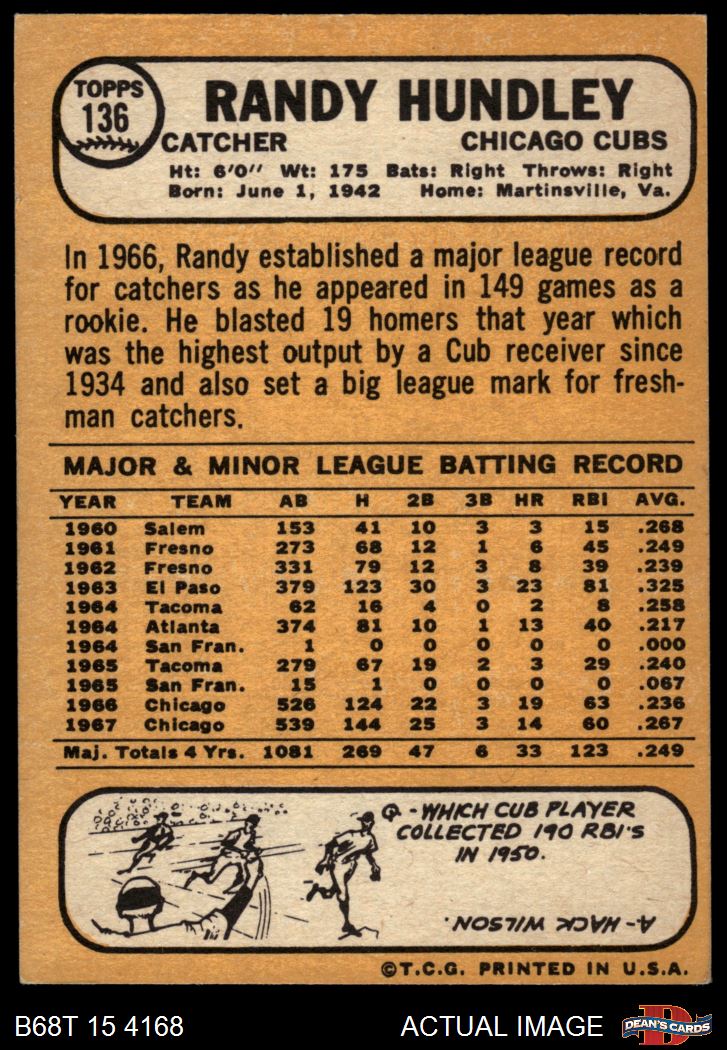 TOPPS
136
RANDY HUNDLEY
CATCHER CHICAGO CUBS
Ht: 6'0" Wt: 175 Bats: Right Throws: Right
Born: June 1, 1942 Home: Martinsville, Va.
In 1966, Randy established a major league record
for catchers as he appeared in 149 games as a
rookie. He blasted 19 homers that year which
was the highest output by a Cub receiver since
1934 and also set a big league mark for fresh-
man catchers.
MAJOR & MINOR LEAGUE BATTING RECORD
YEAR TEAM AB H 2B 3B HR RBI AVG.
1960 Salem 153 41 10 3 3 15 .268
1961 Fresno 273 68 12 1 6 45 .249
1962 Fresno 331 79 12 3 8 39 .239
1963 El Paso 379 123 30 3 23 81 .325
1964 Tacoma 62 16 4 0 2 8 .258
1964 Atlanta 374 81 10 1 13 40 .217
1964 San Fran. 1 0 0 0 0 0 .000
1965 Tacoma 279 67 19 2 3 29 .240
1965 San Fran. 15 1 0 0 0 0 .067
1966 Chicago 526 124 22 3 19 63 .236
1967 Chicago 539 144 25 3 14 60 .267
Maj. Totals 4 Yrs. 1081 269 47 6 33 123 .249
Q - WHICH CUB PLAYER
COLLECTED 190 RBI'S
IN 1950.
A - HACK WILSON.
©T.C.G. PRINTED IN U.S.A.
B68T 15 4168 ACTUAL IMAGE
D
DEAN'S CARDS